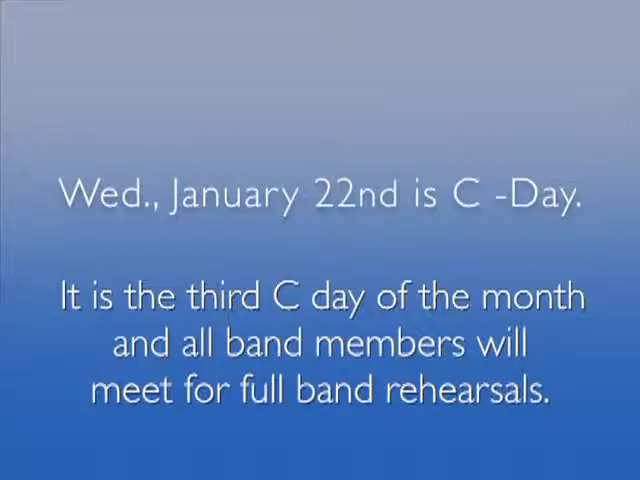 Wed., January 22nd is C -Day.
It is the third C day of the month
and all band members will
meet for full band rehearsals.